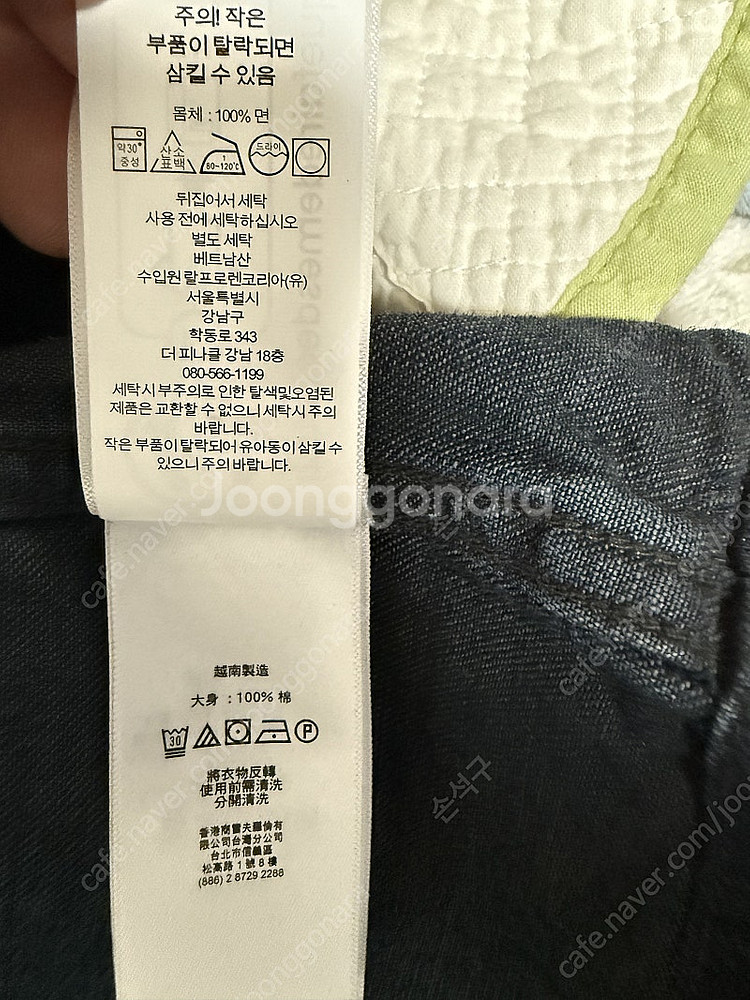 주의! 작은
부품이 탈락되면
삼킬 수 있음
몸체 : 100% 면
약30°
중성
산소
표백
1
80~120℃
드라이
뒤집어서 세탁
사용 전에 세탁하십시오
별도 세탁
베트남산
수입원 랄프로렌코리아(유)
서울특별시
강남구
학동로 343
더 피나클 강남 18층
080-566-1199
세탁시 부주의로 인한 탈색및오염된
제품은 교환할 수 없으니 세탁시 주의
바랍니다.
작은 부품이 탈락되어 유아동이 삼킬 수
있으니 주의 바랍니다.
Joonggonara
越南製造
大身 : 100% 棉
30
P
將衣物反轉
使用前需清洗
分開清洗
香港商雷夫羅倫有
限公司台灣分公司
台北市信義區
松高路 1 號 8 樓
(886) 2 8729 2288
손석구
cafe.naver.com/joo